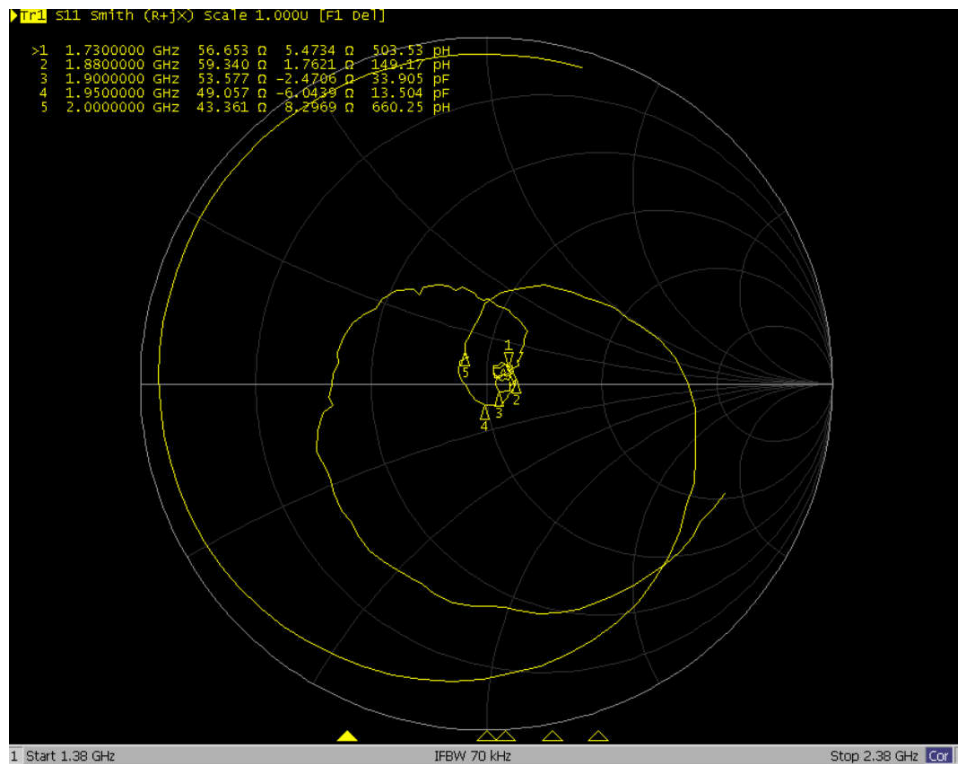 Tr1 S11 Smith (R+jX) Scale 1.000U [F1 Del]
>1 1.7300000 GHz 56.653 Ω 5.4734 Ω 503.53 pH
2 1.8800000 GHz 59.340 Ω 1.7621 Ω 149.17 pH
3 1.9000000 GHz 53.577 Ω -2.4706 Ω 33.905 pF
4 1.9500000 GHz 49.057 Ω -6.0439 Ω 13.504 pF
5 2.0000000 GHz 43.361 Ω 8.2969 Ω 660.25 pH
1
5
2
3
4
1 Start 1.38 GHz IFBW 70 kHz Stop 2.38 GHz Cor